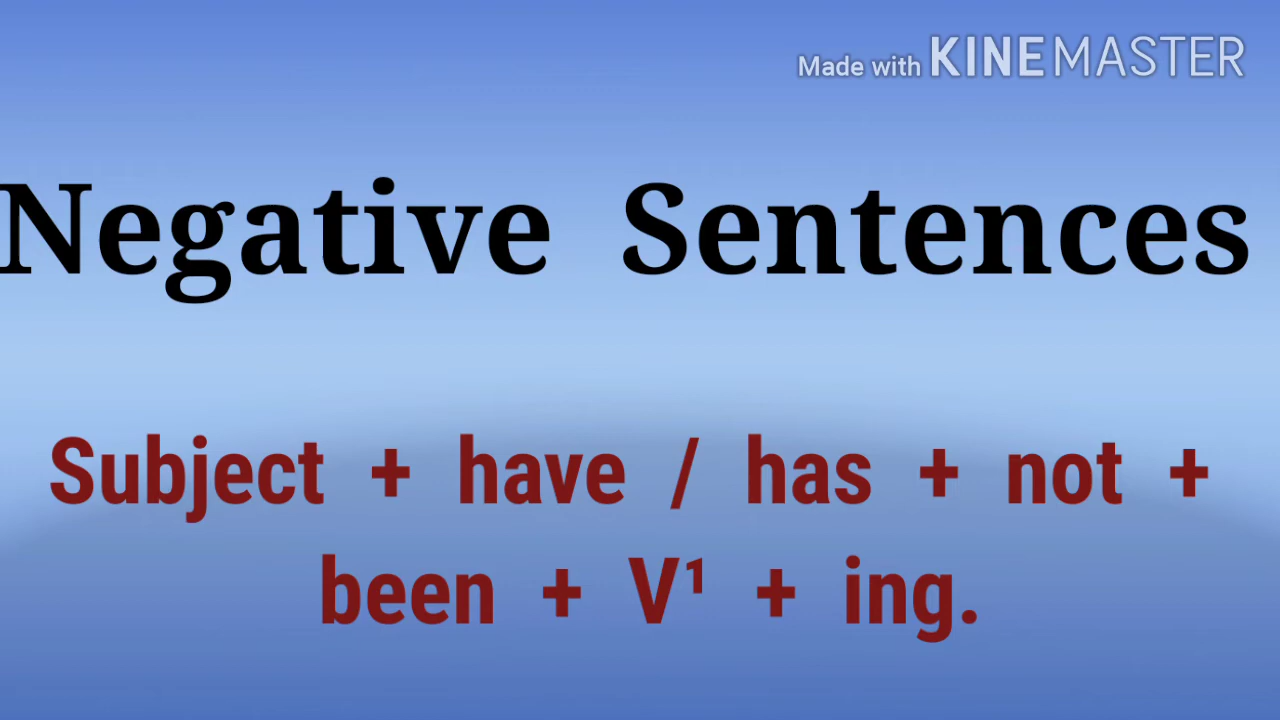 Made with KINEMASTER
Negative Sentences
Subject + have / has + not +
been + V¹ + ing.